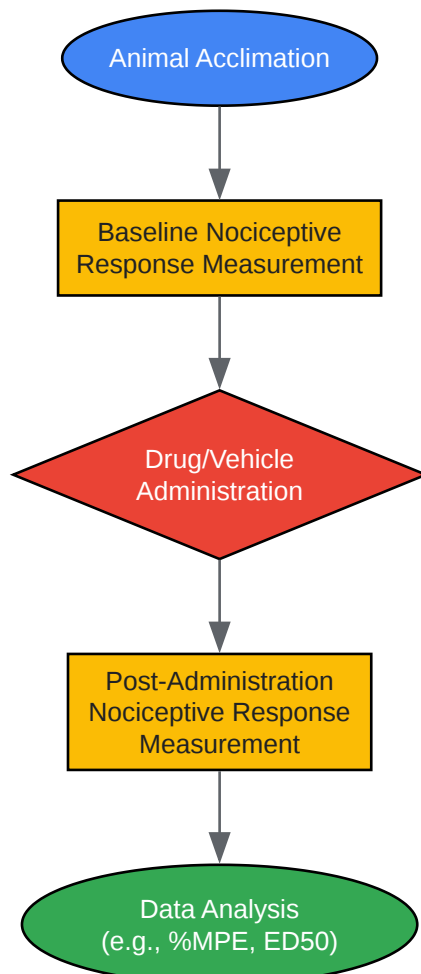 Animal Acclimation
Baseline Nociceptive
Response Measurement
Drug/Vehicle
Administration
Post-Administration
Nociceptive Response
Measurement
Data Analysis
(e.g., %MPE, ED50)